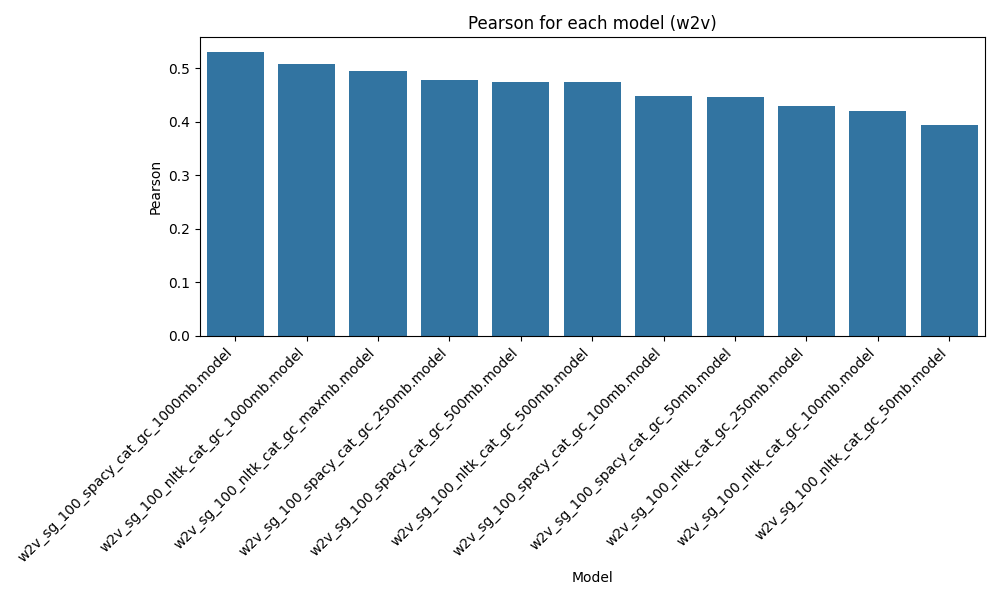 Pearson for each model (w2v)
Pearson
0.5
0.4
0.3
0.2
0.1
0.0
w2v_sg_100_spacy_cat_gc_1000mb.model
w2v_sg_100_nltk_cat_gc_1000mb.model
w2v_sg_100_nltk_cat_gc_maxmb.model
w2v_sg_100_spacy_cat_gc_250mb.model
w2v_sg_100_spacy_cat_gc_500mb.model
w2v_sg_100_nltk_cat_gc_500mb.model
w2v_sg_100_spacy_cat_gc_100mb.model
w2v_sg_100_spacy_cat_gc_50mb.model
w2v_sg_100_nltk_cat_gc_250mb.model
w2v_sg_100_nltk_cat_gc_100mb.model
w2v_sg_100_nltk_cat_gc_50mb.model
Model